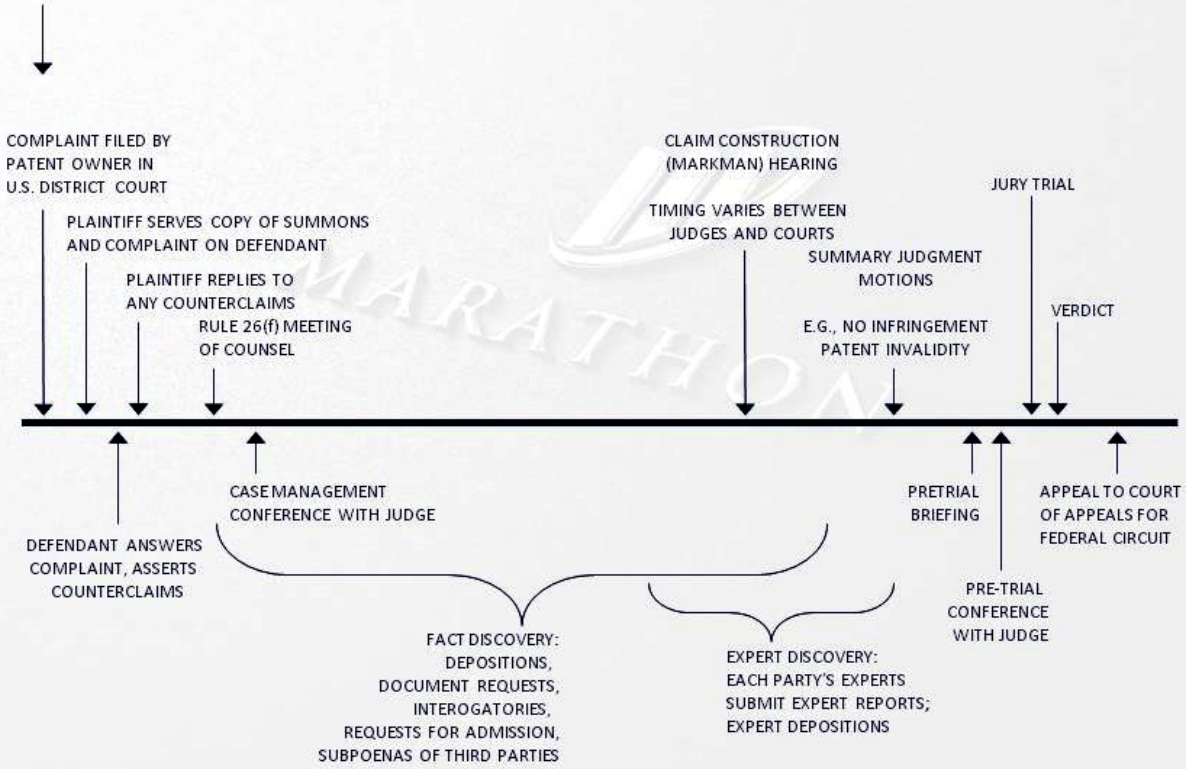 COMPLAINT FILED BY
PATENT OWNER IN
U.S. DISTRICT COURT
PLAINTIFF SERVES COPY OF SUMMONS
AND COMPLAINT ON DEFENDANT
PLAINTIFF REPLIES TO
ANY COUNTERCLAIMS
RULE 26(f) MEETING
OF COUNSEL
CLAIM CONSTRUCTION
(MARKMAN) HEARING
TIMING VARIES BETWEEN
JUDGES AND COURTS
SUMMARY JUDGMENT
MOTIONS
E.G., NO INFRINGEMENT
PATENT INVALIDITY
JURY TRIAL
VERDICT
MARATHON
DEFENDANT ANSWERS
COMPLAINT, ASSERTS
COUNTERCLAIMS
CASE MANAGEMENT
CONFERENCE WITH JUDGE
FACT DISCOVERY:
DEPOSITIONS,
DOCUMENT REQUESTS,
INTEROGATORIES,
REQUESTS FOR ADMISSION,
SUBPOENAS OF THIRD PARTIES
EXPERT DISCOVERY:
EACH PARTY'S EXPERTS
SUBMIT EXPERT REPORTS;
EXPERT DEPOSITIONS
PRETRIAL
BRIEFING
PRE-TRIAL
CONFERENCE
WITH JUDGE
APPEAL TO COURT
OF APPEALS FOR
FEDERAL CIRCUIT